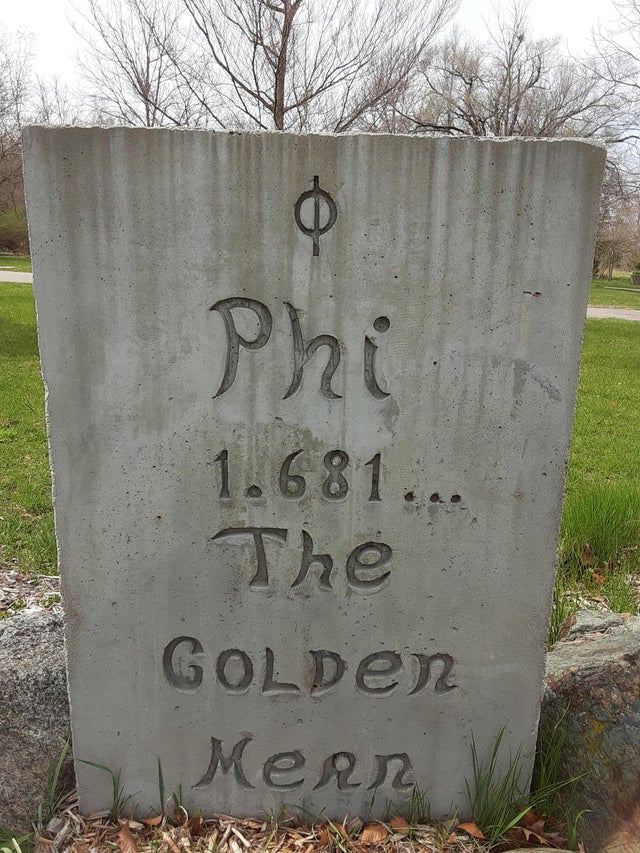 Φ
Phi
1.681...
The
GOLDen
Mean